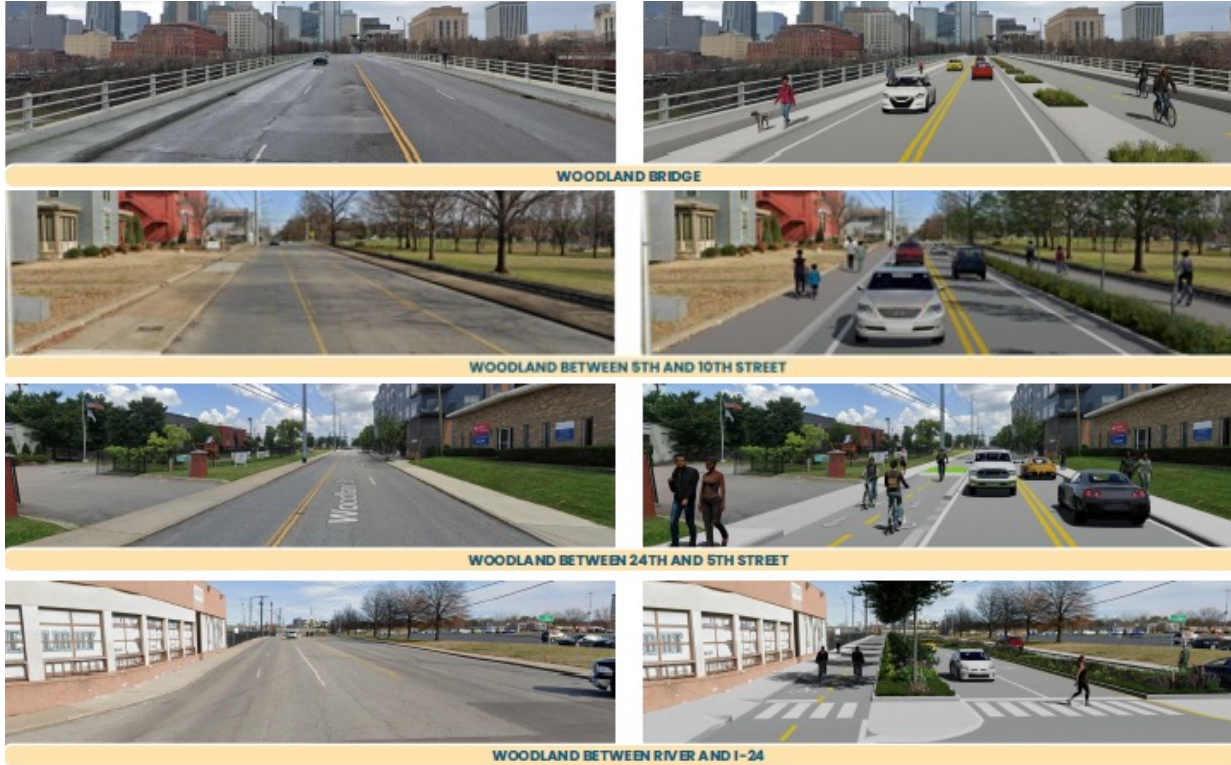 WOODLAND BRIDGE
WOODLAND BETWEEN 5TH AND 10TH STREET
WOODLAND BETWEEN 24TH AND 5TH STREET
WOODLAND BETWEEN RIVER AND I-24